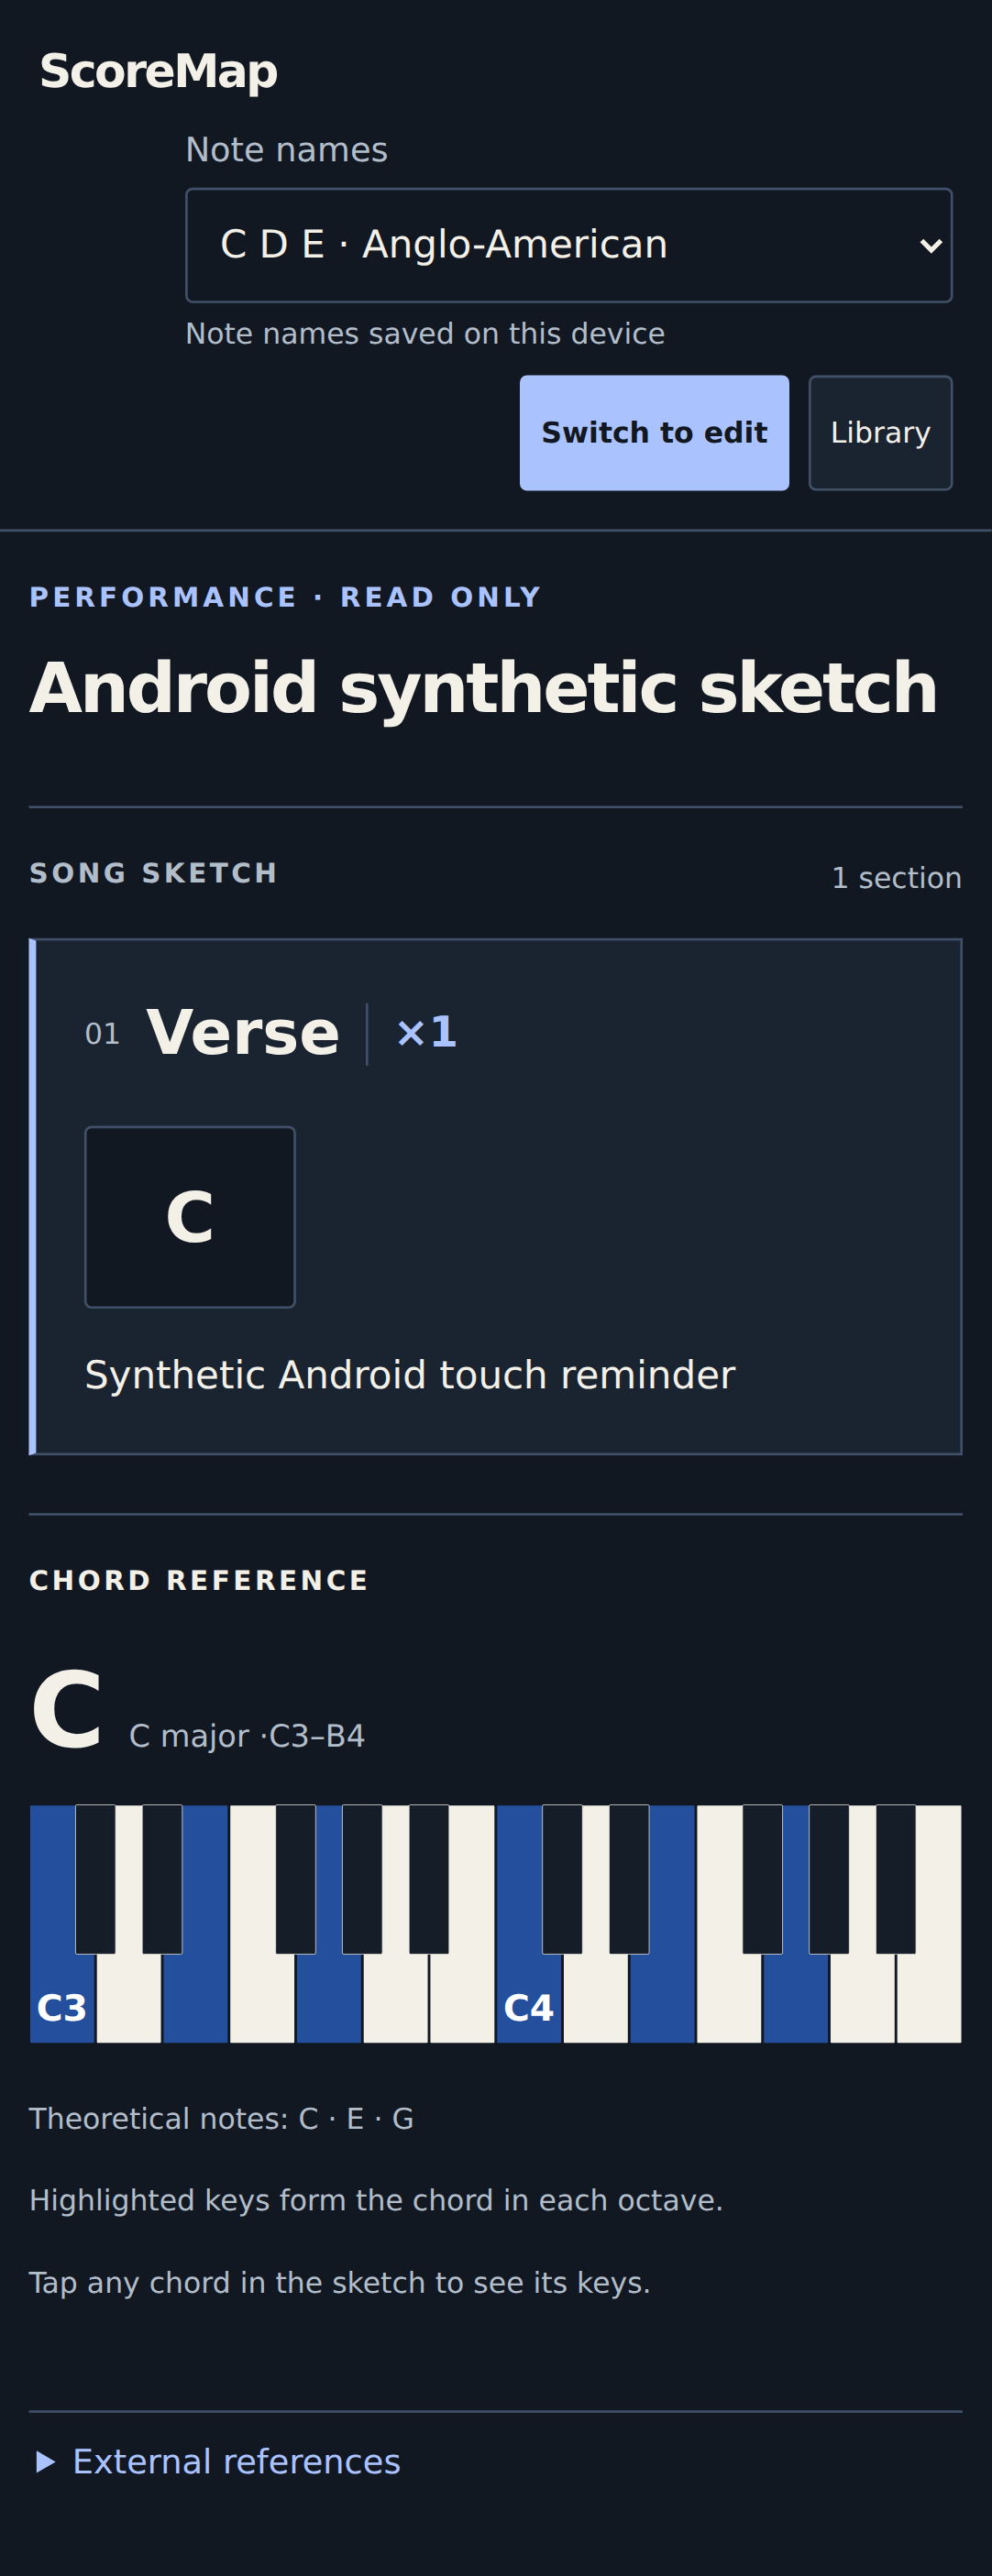 ScoreMap
Note names
C D E · Anglo-American
Note names saved on this device
Switch to edit
Library
PERFORMANCE · READ ONLY
Android synthetic sketch
SONG SKETCH
1 section
01 Verse ×1
C
Synthetic Android touch reminder
CHORD REFERENCE
C C major ·C3–B4
C3 C4
Theoretical notes: C · E · G
Highlighted keys form the chord in each octave.
Tap any chord in the sketch to see its keys.
External references